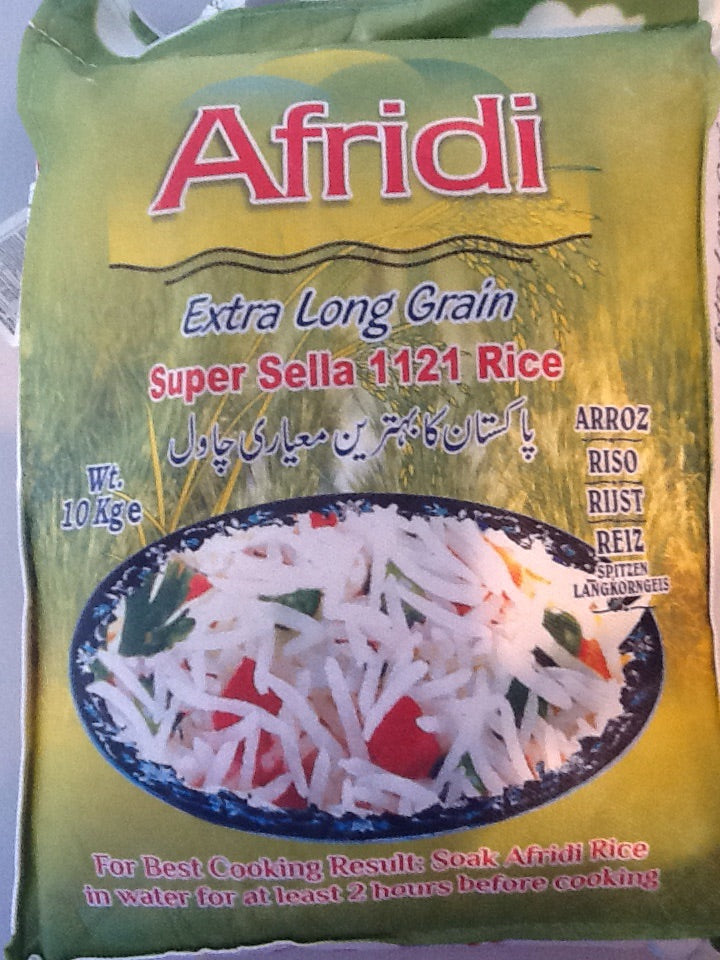 Afridi
Extra Long Grain
Super Sella 1121 Rice
پاکستان کا بہترین معیاری چاول
Wt.
10 Kg e
ARROZ
RISO
RIJST
REIZ
SPITZEN
LANGKORNGEIS
For Best Cooking Result: Soak Afridi Rice
in water for at least 2 hours before cooking